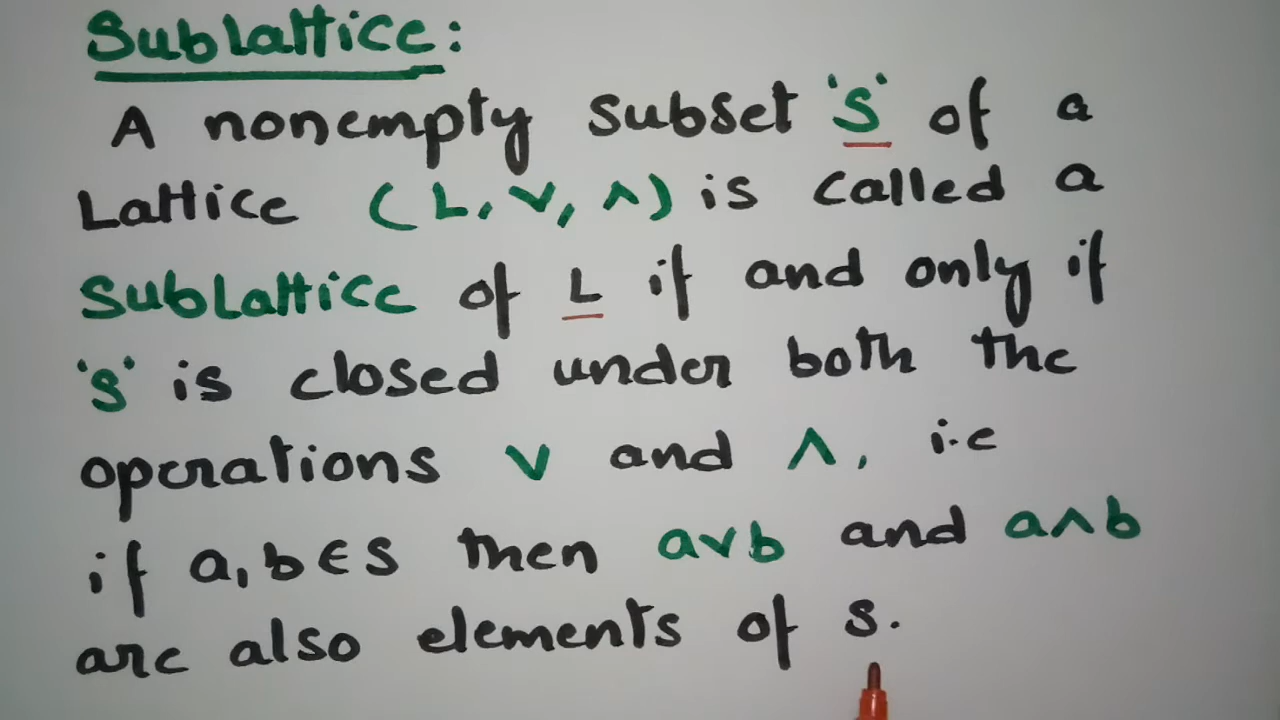 Sublattice:
A nonempty subset 'S' of a
Lattice (L, ∨, ∧) is called a
Sublattice of L if and only if
'S' is closed under both the
operations ∨ and ∧, i.e
if a, b ∈ S then a∨b and a∧b
are also elements of S.